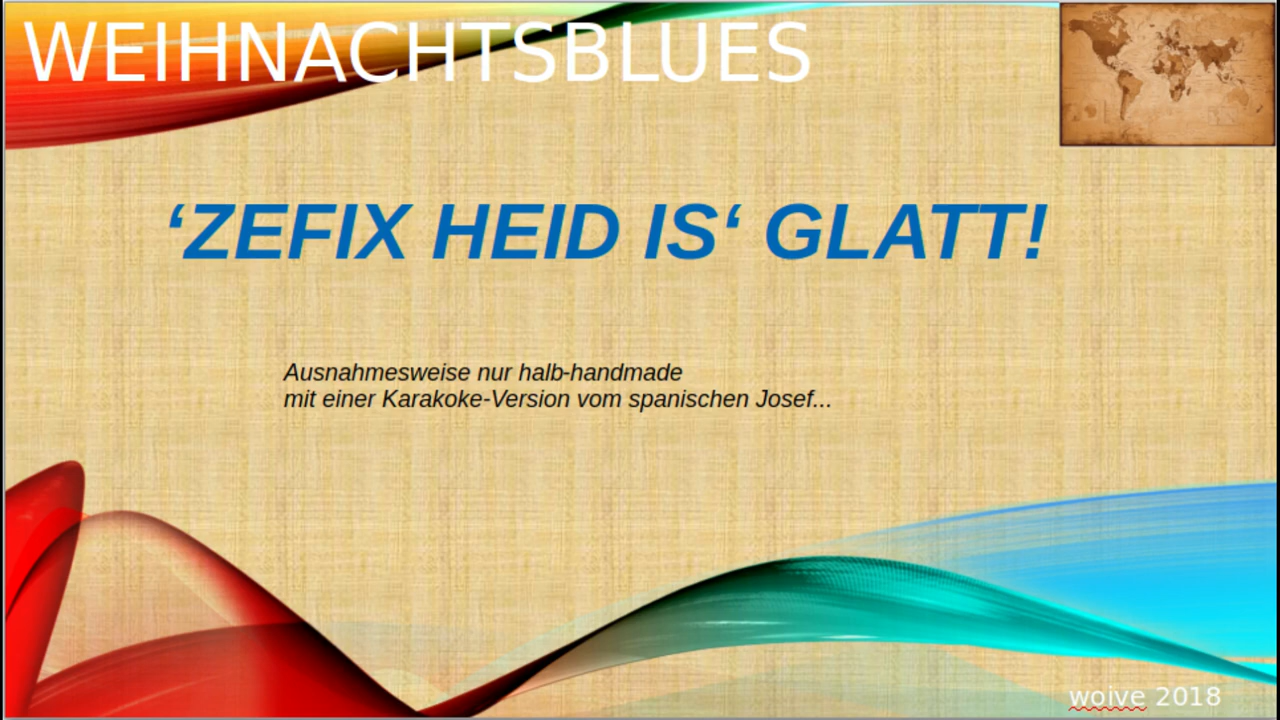 WEIHNACHTSBLUES
‘ZEFIX HEID IS‘ GLATT!
Ausnahmesweise nur halb-handmade
mit einer Karakoke-Version vom spanischen Josef...
woive 2018